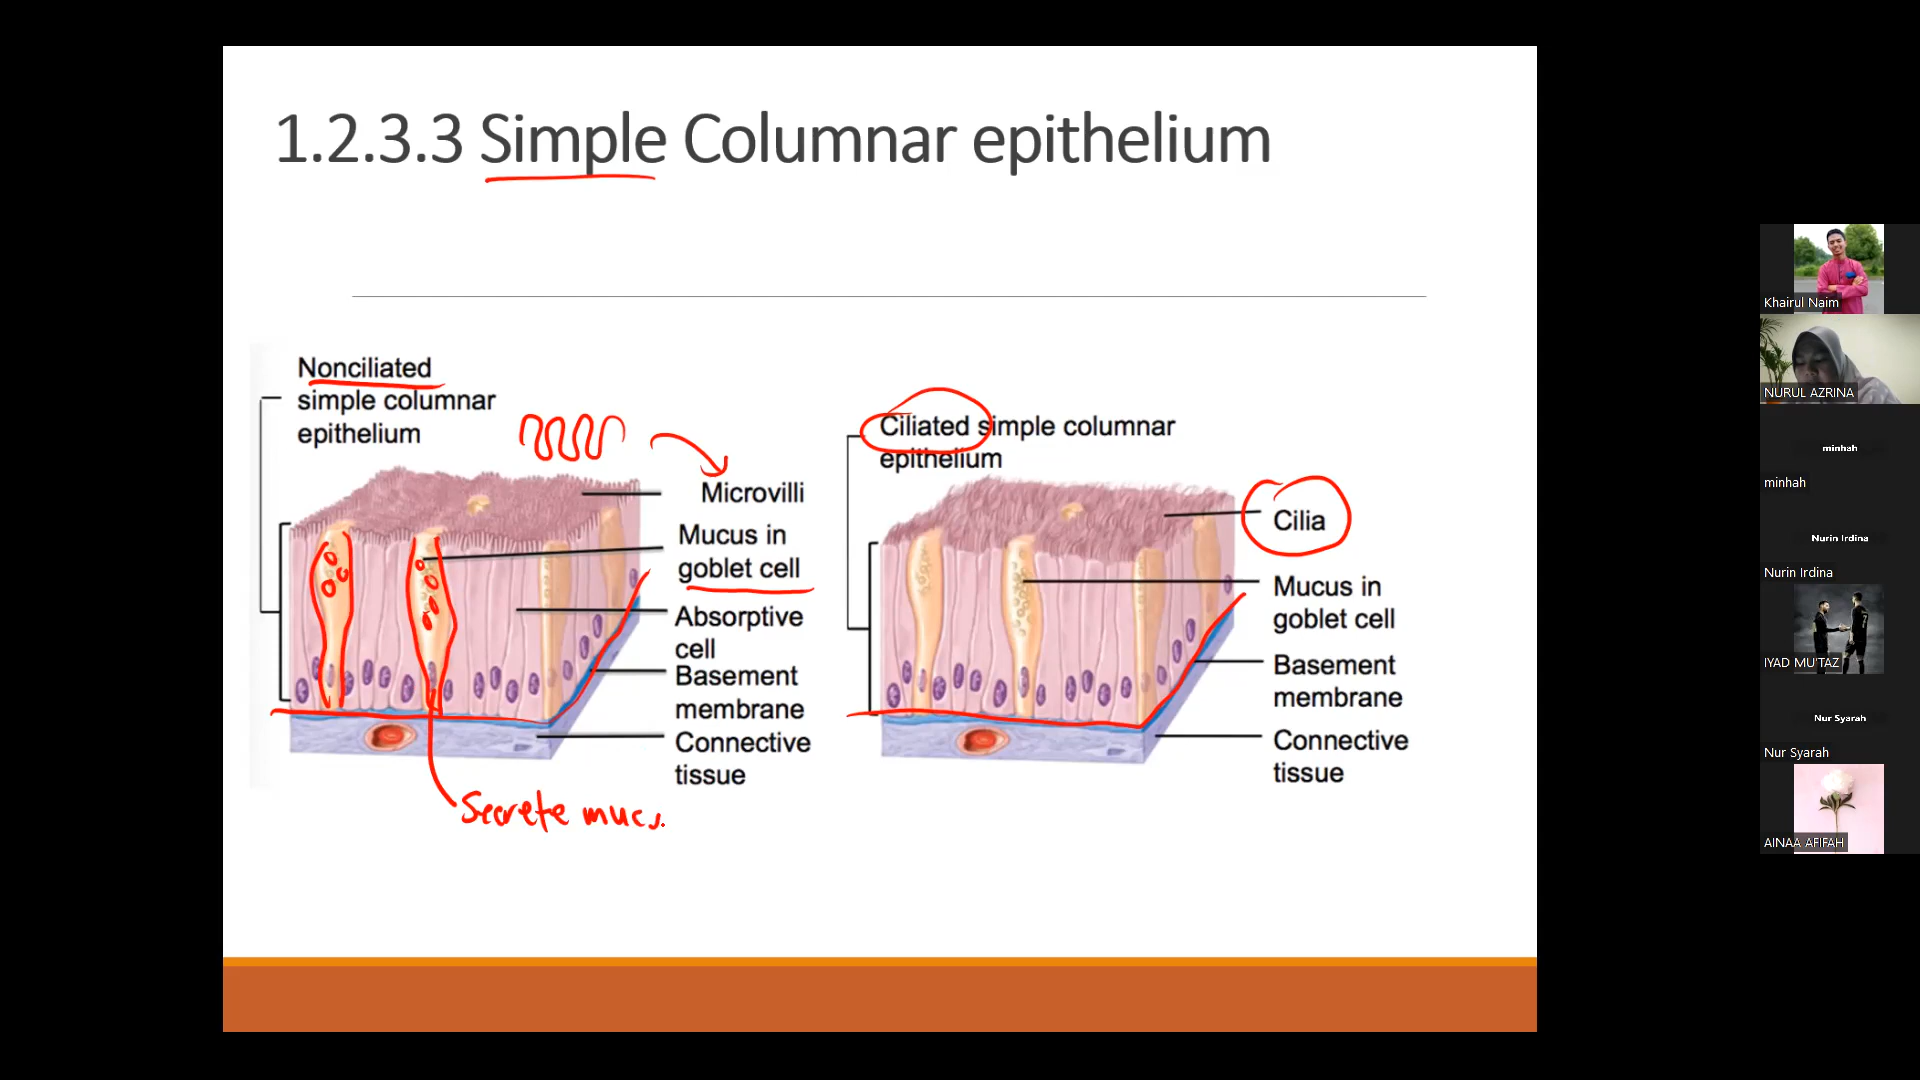 1.2.3.3 Simple Columnar epithelium
Nonciliated
simple columnar
epithelium
Microvilli
Mucus in
goblet cell
Absorptive
cell
Basement
membrane
Connective
tissue
Secrete mucs.
Ciliated simple columnar
epithelium
Cilia
Mucus in
goblet cell
Basement
membrane
Connective
tissue
Khairul Naim
NURUL AZRINA
minhah
minhah
Nurin Irdina
Nurin Irdina
7
IYAD MU'TAZ
Nur Syarah
Nur Syarah
AINAA AFIFAH